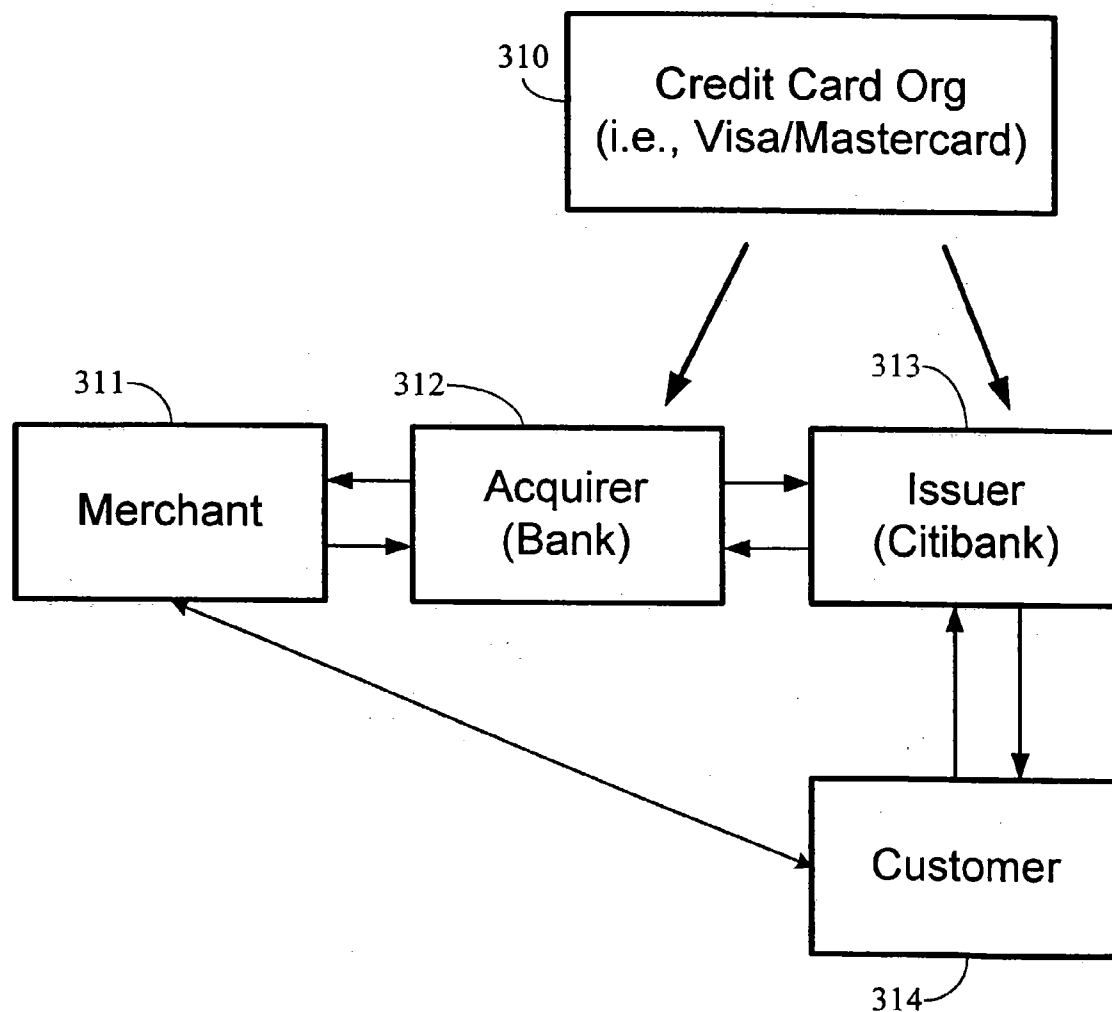 310
Credit Card Org
(i.e., Visa/Mastercard)
311
312
313
Merchant
Acquirer
(Bank)
Issuer
(Citibank)
Customer
314